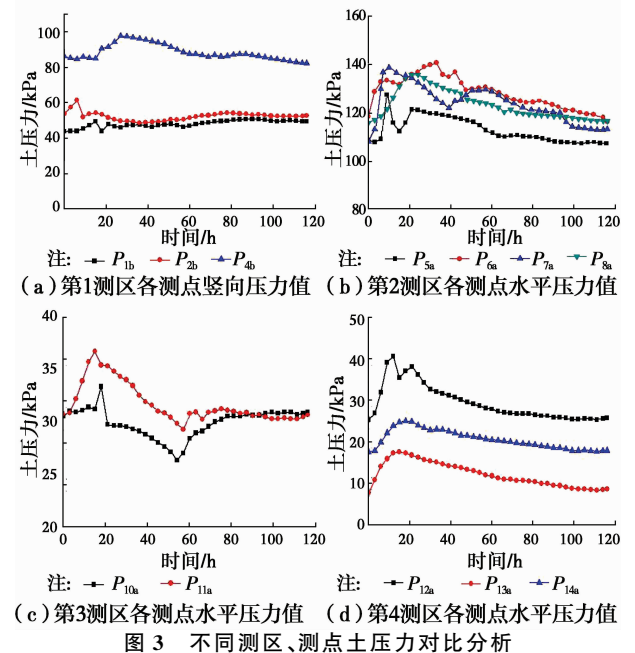 100
80
60
40
20
0
土压力/kPa
0 20 40 60 80 100 120
时间/h
注: P1b P2b P4b
(a)第1测区各测点竖向压力值
160
140
120
100
80
土压力/kPa
0 20 40 60 80 100 120
时间/h
注: P5a P6a P7a P8a
(b)第2测区各测点水平压力值
35
31
30
25
20
土压力/kPa
0 20 40 60 80 100 120
时间/h
注: P10a P11a
(c)第3测区各测点水平压力值
50
40
30
20
10
0
土压力/kPa
0 20 40 60 80 100 120
时间/h
注: P12a P13a P14a
(d)第4测区各测点水平压力值
图 3 不同测区、测点土压力对比分析